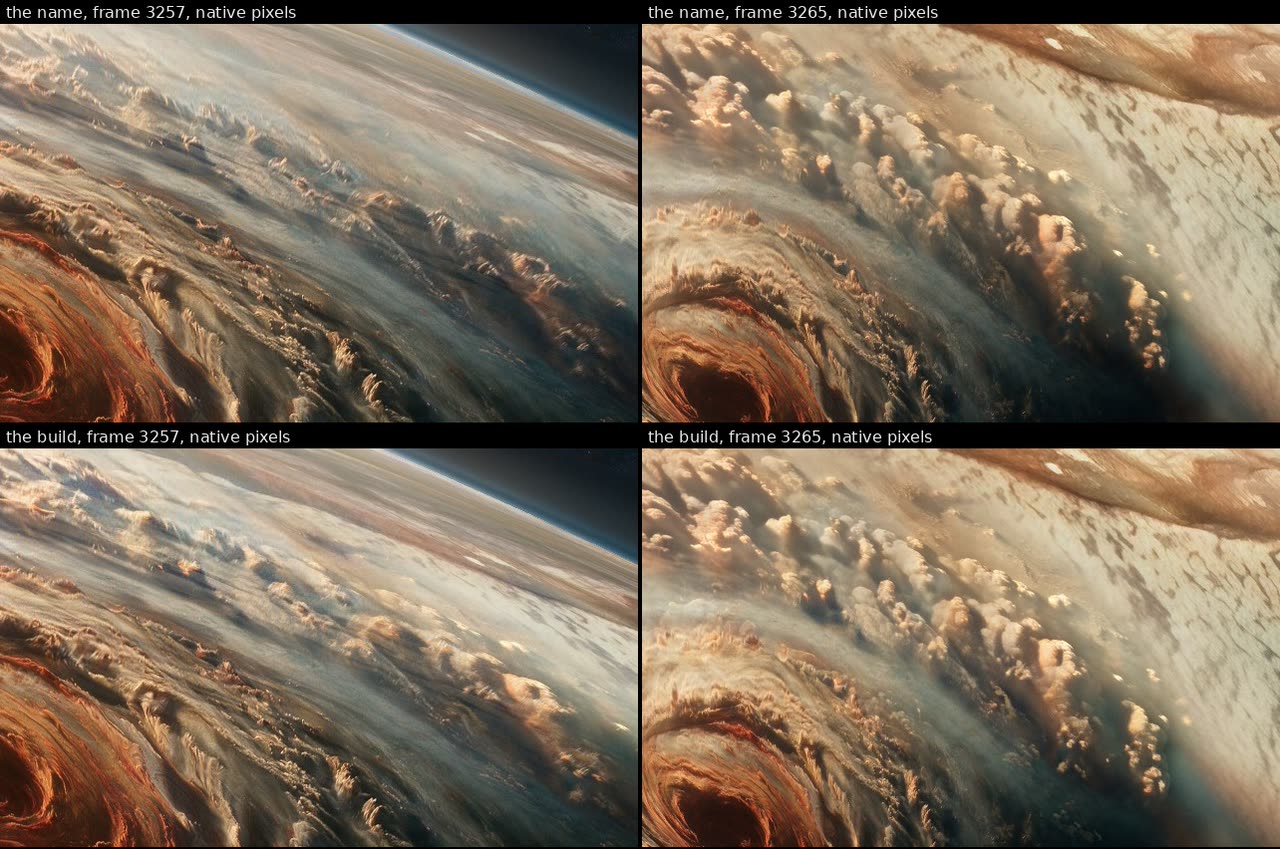 the name, frame 3257, native pixels
the name, frame 3265, native pixels
the build, frame 3257, native pixels
the build, frame 3265, native pixels